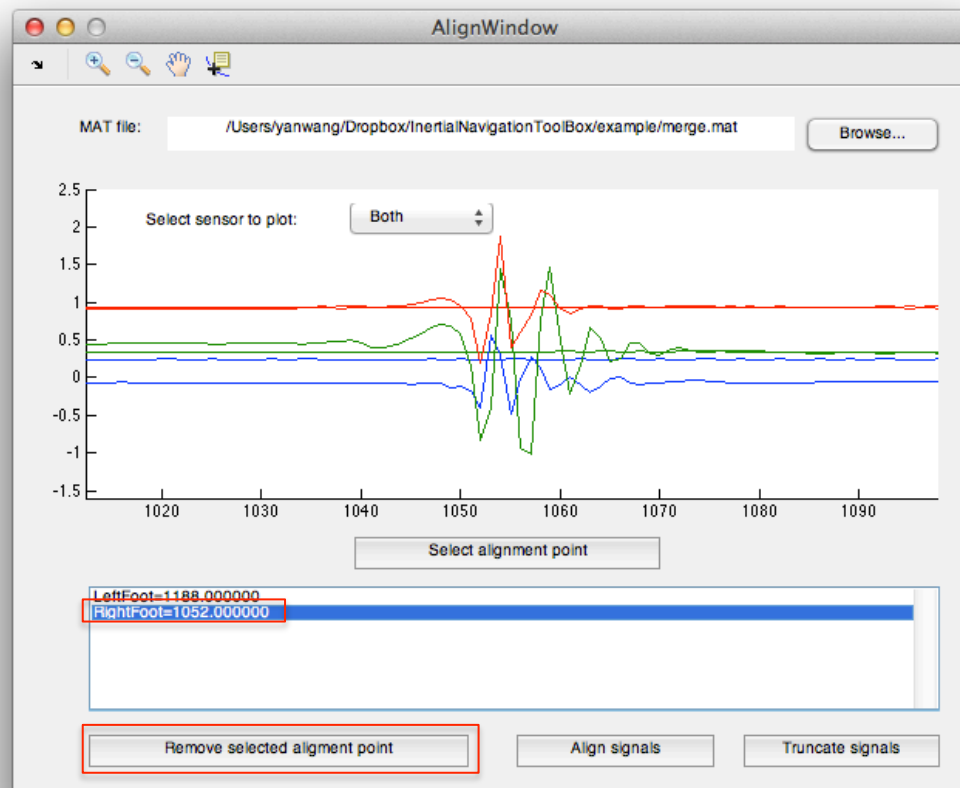 AlignWindow
MAT file: /Users/yanwang/Dropbox/InertialNavigationToolBox/example/merge.mat Browse...
2.5
Select sensor to plot: Both
2
1.5
1
0.5
0
-0.5
-1
-1.5
1020 1030 1040 1050 1060 1070 1080 1090
Select alignment point
LeftFoot=1188.000000
RightFoot=1052.000000
Remove selected aligment point Align signals Truncate signals